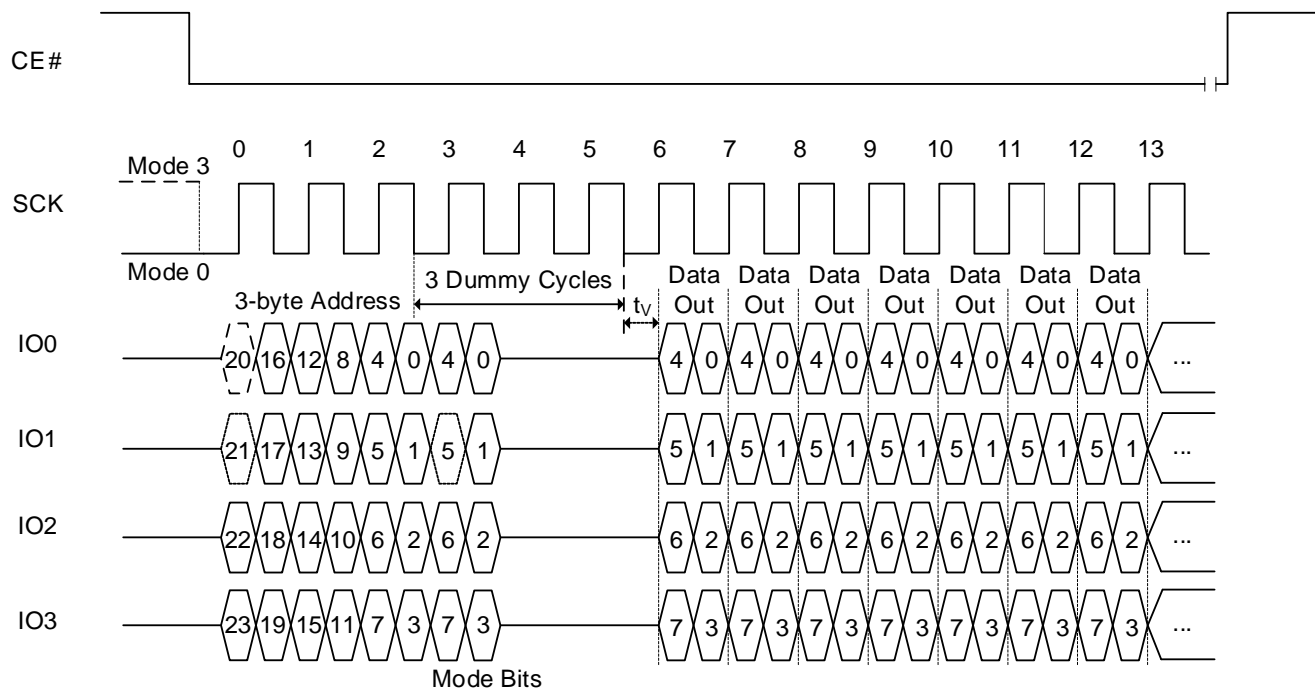 CE#
0 1 2 3 4 5 6 7 8 9 10 11 12 13
Mode 3
SCK
Mode 0
3-byte Address
3 Dummy Cycles
tV
Data Out
Data Out
Data Out
Data Out
Data Out
Data Out
Data Out
IO0 20 16 12 8 4 0 4 0 4 0 4 0 4 0 4 0 4 0 4 0 4 0 ...
IO1 21 17 13 9 5 1 5 1 5 1 5 1 5 1 5 1 5 1 5 1 5 1 ...
IO2 22 18 14 10 6 2 6 2 6 2 6 2 6 2 6 2 6 2 6 2 6 2 ...
IO3 23 19 15 11 7 3 7 3 7 3 7 3 7 3 7 3 7 3 7 3 7 3 ...
Mode Bits